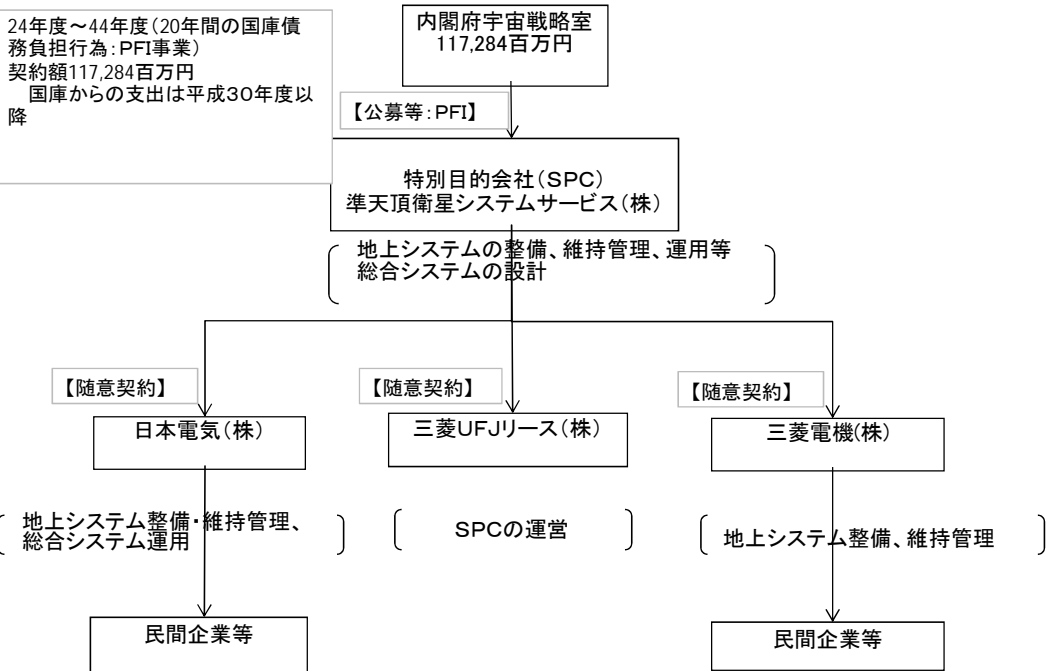 24年度～44年度（20年間の国庫債
務負担行為：PFI事業）
契約額117,284百万円
　国庫からの支出は平成３０年度以
降
内閣府宇宙戦略室
117,284百万円
【公募等：PFI】
特別目的会社（SPC）
準天頂衛星システムサービス（株）
地上システムの整備、維持管理、運用等
総合システムの設計
【随意契約】
【随意契約】
【随意契約】
日本電気（株）
三菱UFJリース（株）
三菱電機(株）
地上システム整備・維持管理、
総合システム運用
SPCの運営
地上システム整備、維持管理
民間企業等
民間企業等